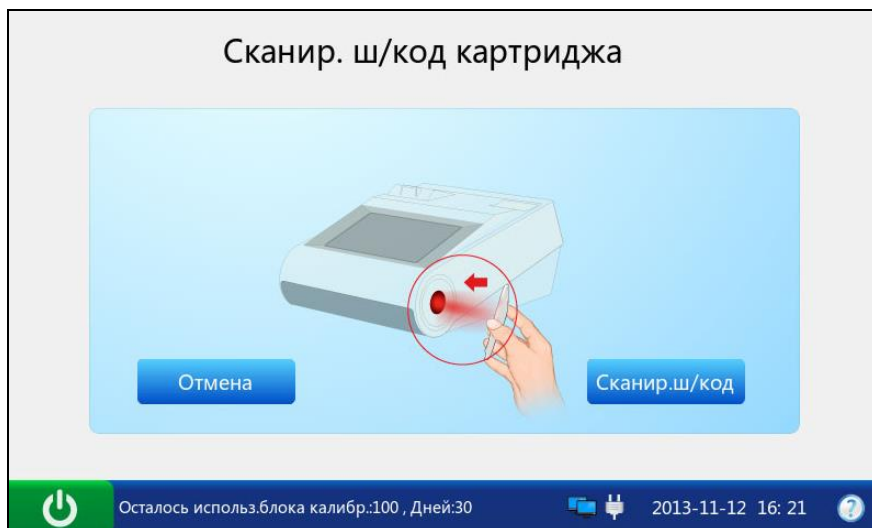 Сканир. ш/код картриджа
Отмена
Сканир.ш/код
Осталось использ.блока калибр.:100 , Дней:30
2013-11-12 16: 21
?